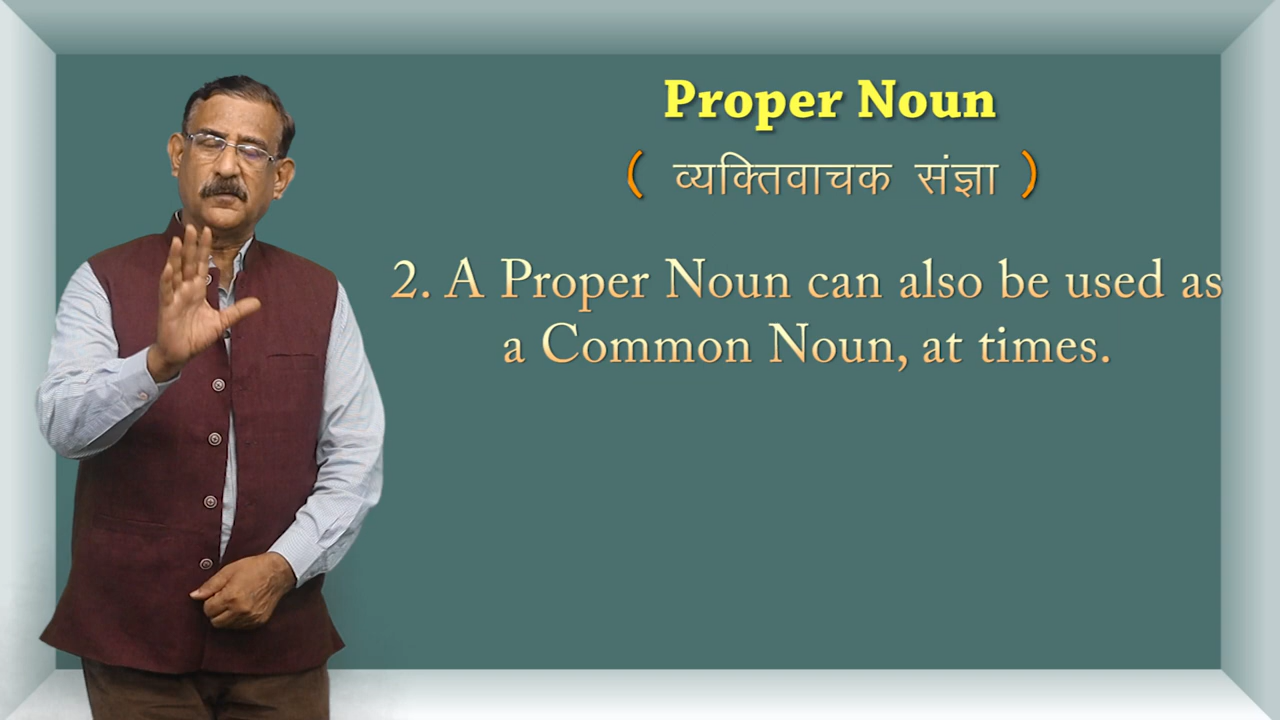 Proper Noun
( व्यक्तिवाचक संज्ञा )
2. A Proper Noun can also be used as
a Common Noun, at times.